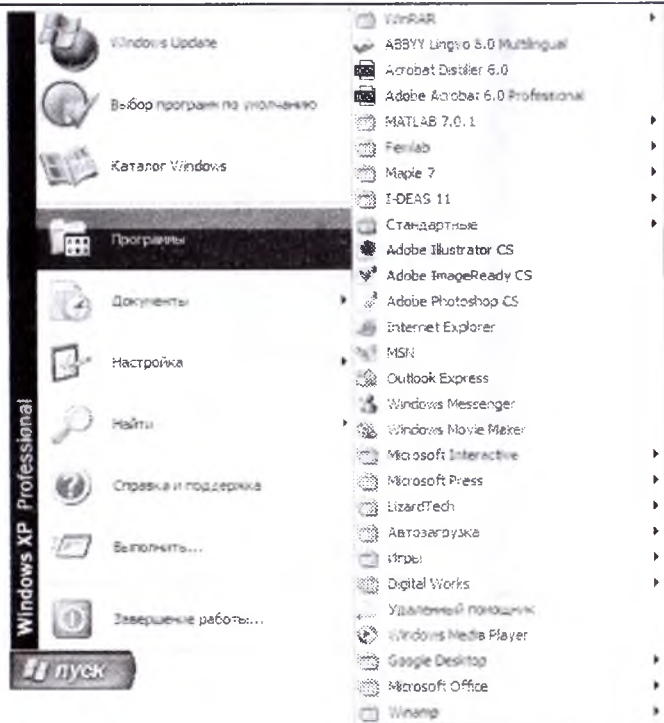 Windows Update
Выбор программ по умолчанию
Каталог Windows
Программы
Документы
Настройка
Найти
Справка и поддержка
Выполнить...
Завершение работы...
Windows XP Professional
пуск
WinRAR
ABBYY Lingvo 8.0 Multilingual
Acrobat Distiller 6.0
Adobe Acrobat 6.0 Professional
MATLAB 7.0.1
Femlab
Maple 7
I-DEAS 11
Стандартные
Adobe Illustrator CS
Adobe ImageReady CS
Adobe Photoshop CS
Internet Explorer
MSN
Outlook Express
Windows Messenger
Windows Movie Maker
Microsoft Interactive
Microsoft Press
LizardTech
Автозагрузка
Игры
Digital Works
Удаленный помощник
Windows Media Player
Google Desktop
Microsoft Office
Winamp